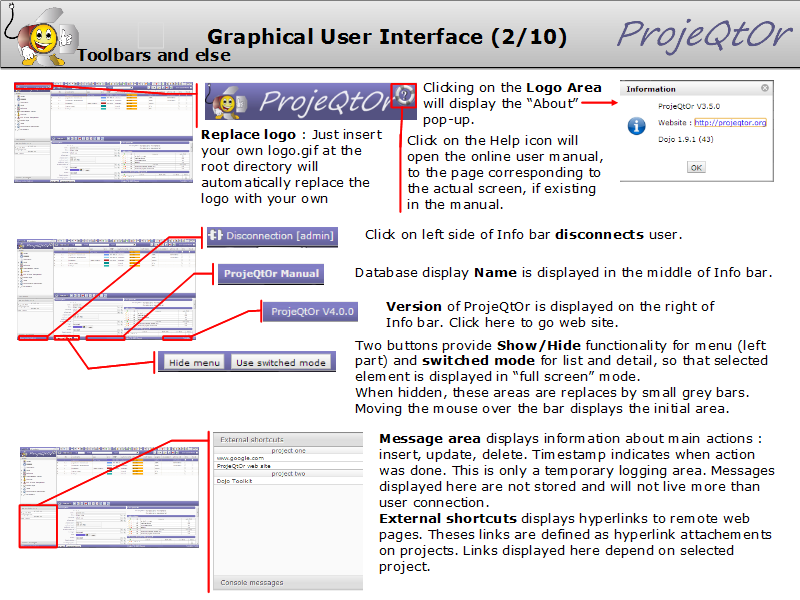 Graphical User Interface (2/10)
ProjeQtOr
Toolbars and else
ProjeQtOr
Clicking on the Logo Area
will display the “About”
pop-up.
Information
ProjeQtOr V3.5.0
Website : http://projeqtor.org
Dojo 1.9.1 (43)
OK
Replace logo : Just insert
your own logo.gif at the
root directory will
automatically replace the
logo with your own
Click on the Help icon will
open the online user manual,
to the page corresponding to
the actual screen, if existing
in the manual.
Disconnection [admin]
Click on left side of Info bar disconnects user.
ProjeQtOr Manual
Database display Name is displayed in the middle of Info bar.
ProjeQtOr V4.0.0
Version of ProjeQtOr is displayed on the right of
Info bar. Click here to go web site.
Hide menu
Use switched mode
Two buttons provide Show/Hide functionality for menu (left
part) and switched mode for list and detail, so that selected
element is displayed in “full screen” mode.
When hidden, these areas are replaces by small grey bars.
Moving the mouse over the bar displays the initial area.
External shortcuts
project one
www.google.com
ProjeQtOr web site
project two
Dojo Toolkit
Console messages
Message area displays information about main actions :
insert, update, delete. Timestamp indicates when action
was done. This is only a temporary logging area. Messages
displayed here are not stored and will not live more than
user connection.
External shortcuts displays hyperlinks to remote web
pages. Theses links are defined as hyperlink attachements
on projects. Links displayed here depend on selected
project.